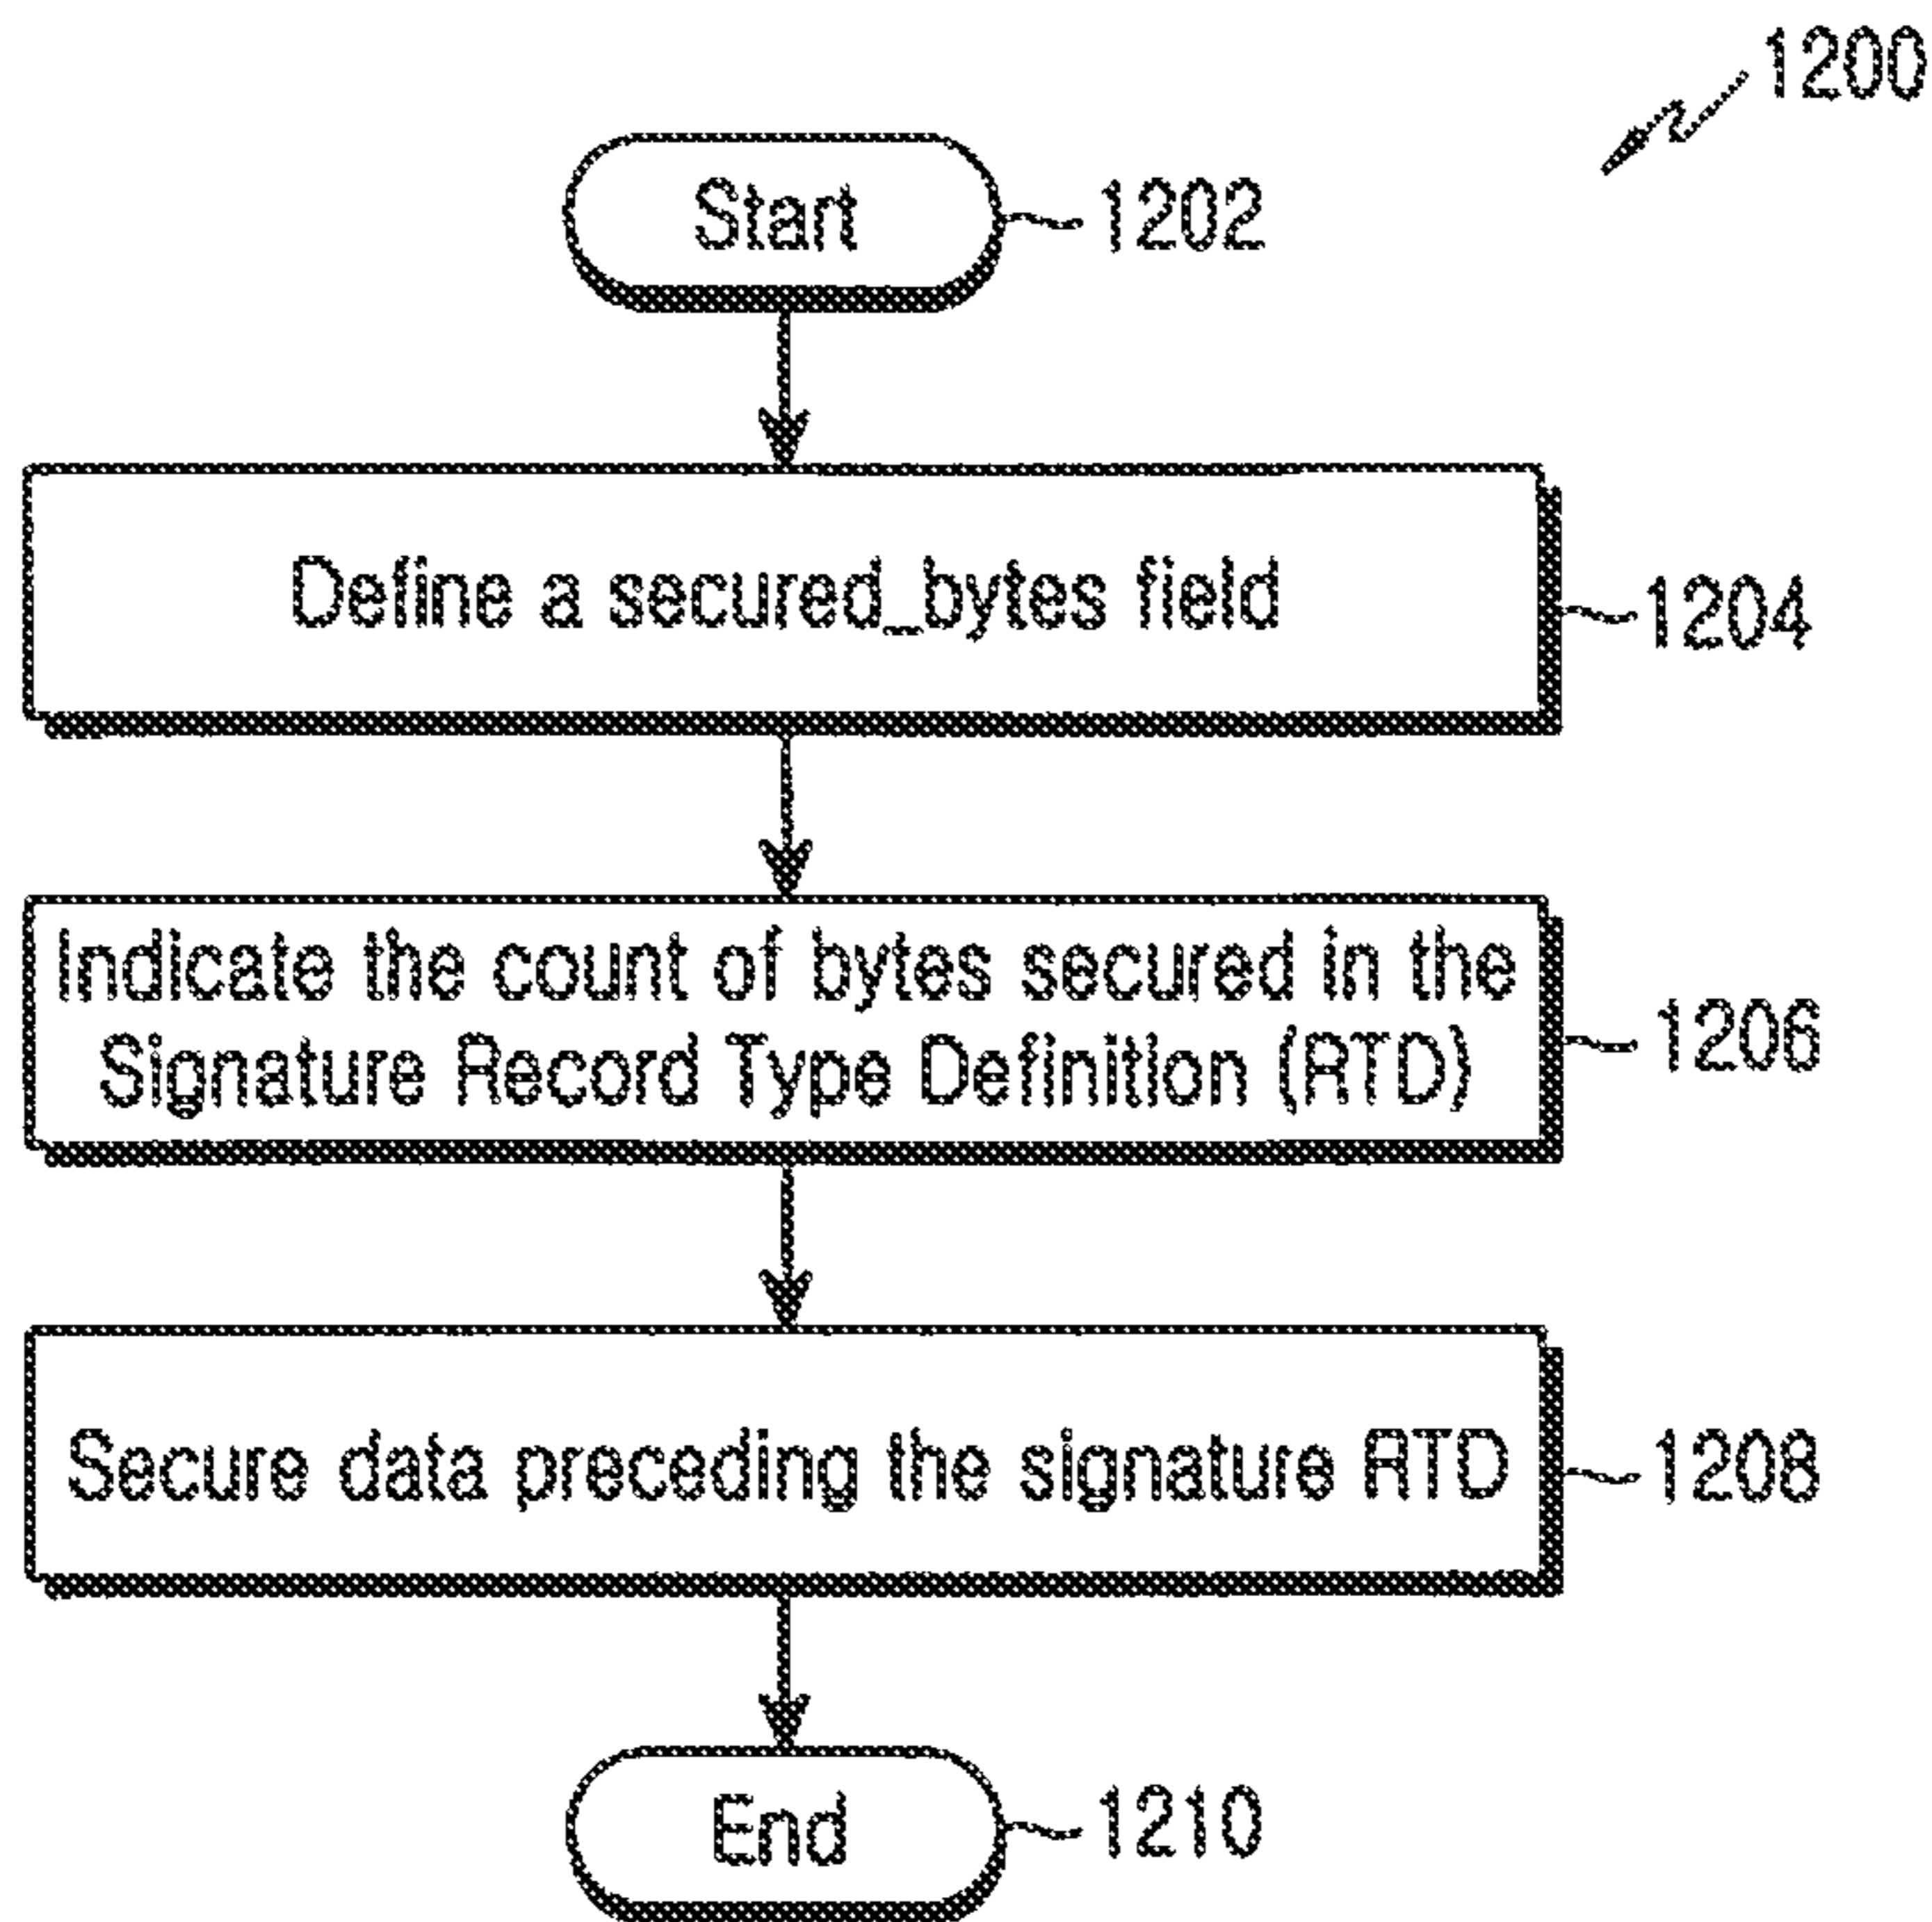 1200
Start
1202
Define a secured_bytes field
1204
Indicate the count of bytes secured in the
Signature Record Type Definition (RTD)
1206
Secure data preceding the signature RTD
1208
End
1210